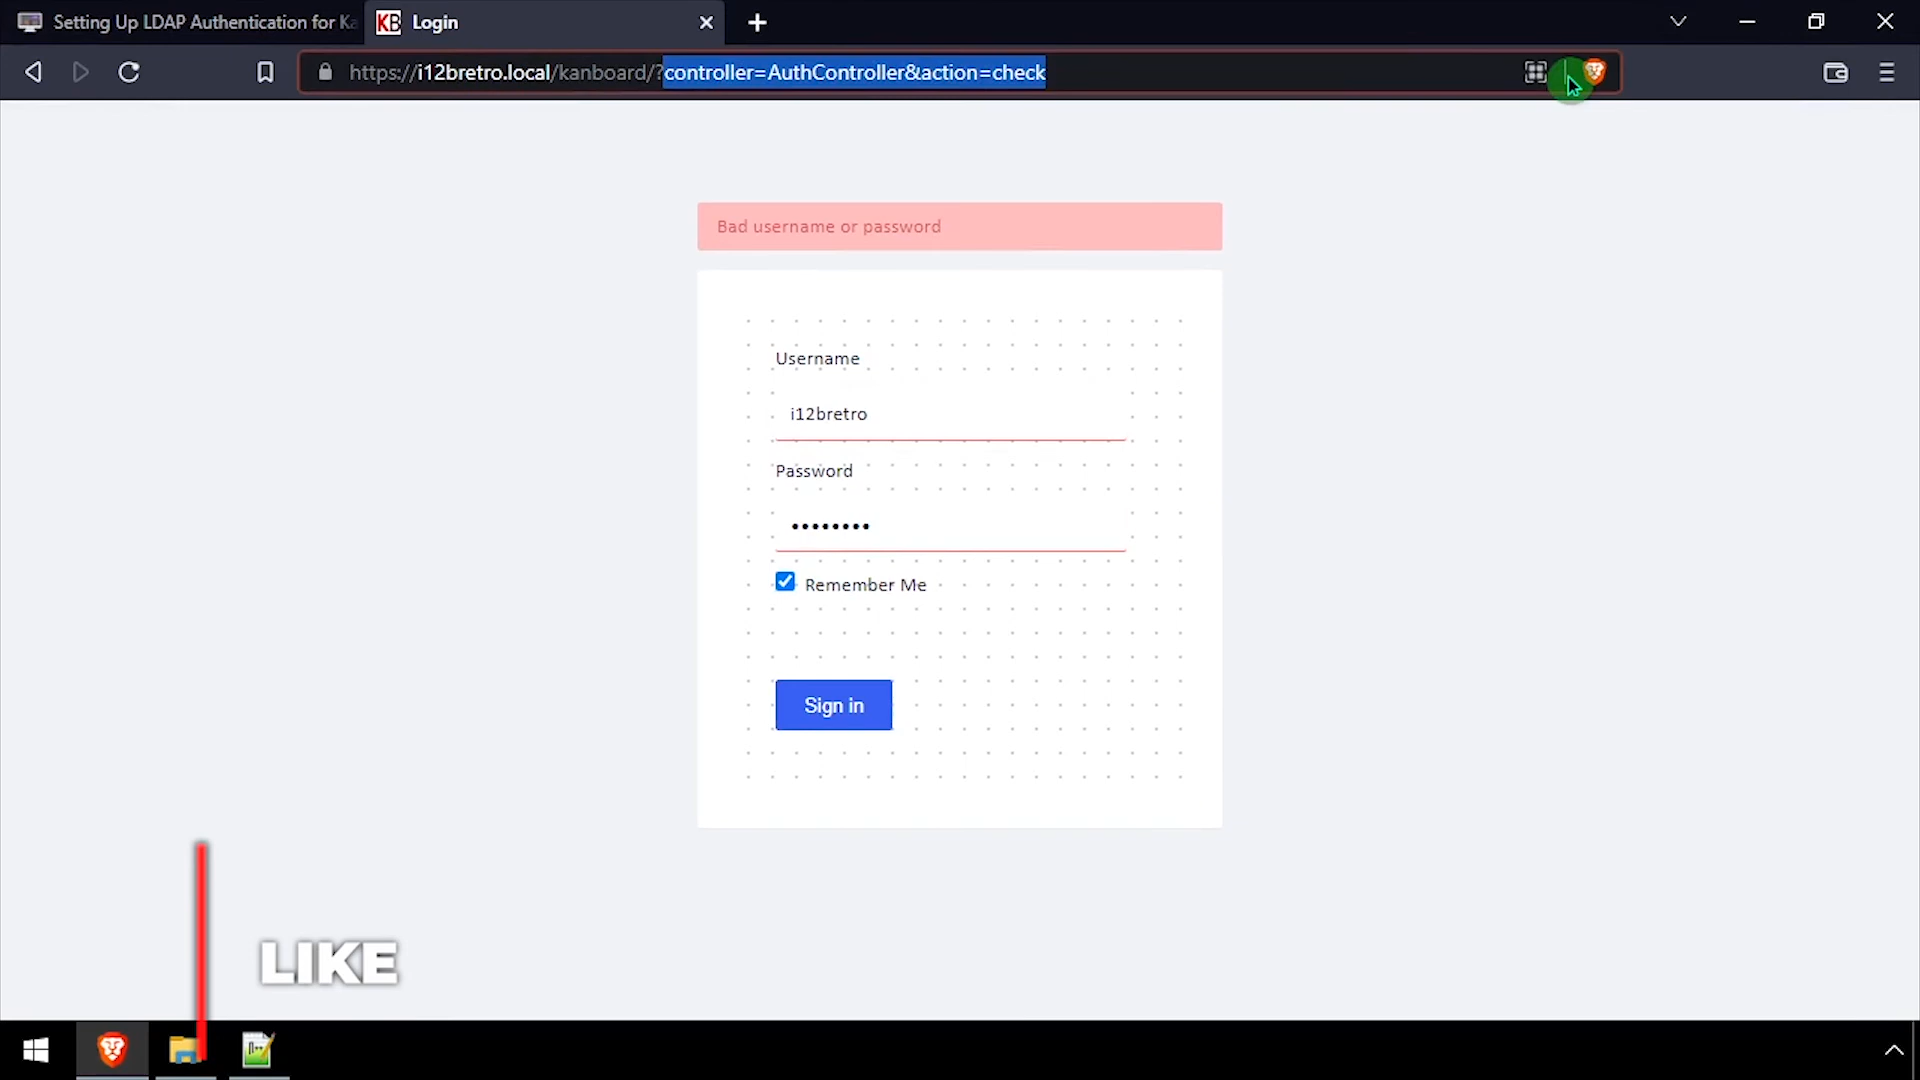 Setting Up LDAP Authentication for Ka
KB Login
https://i12bretro.local/kanboard/?controller=AuthController&action=check
Bad username or password
Username
i12bretro
Password
••••••••
Remember Me
Sign in
LIKE